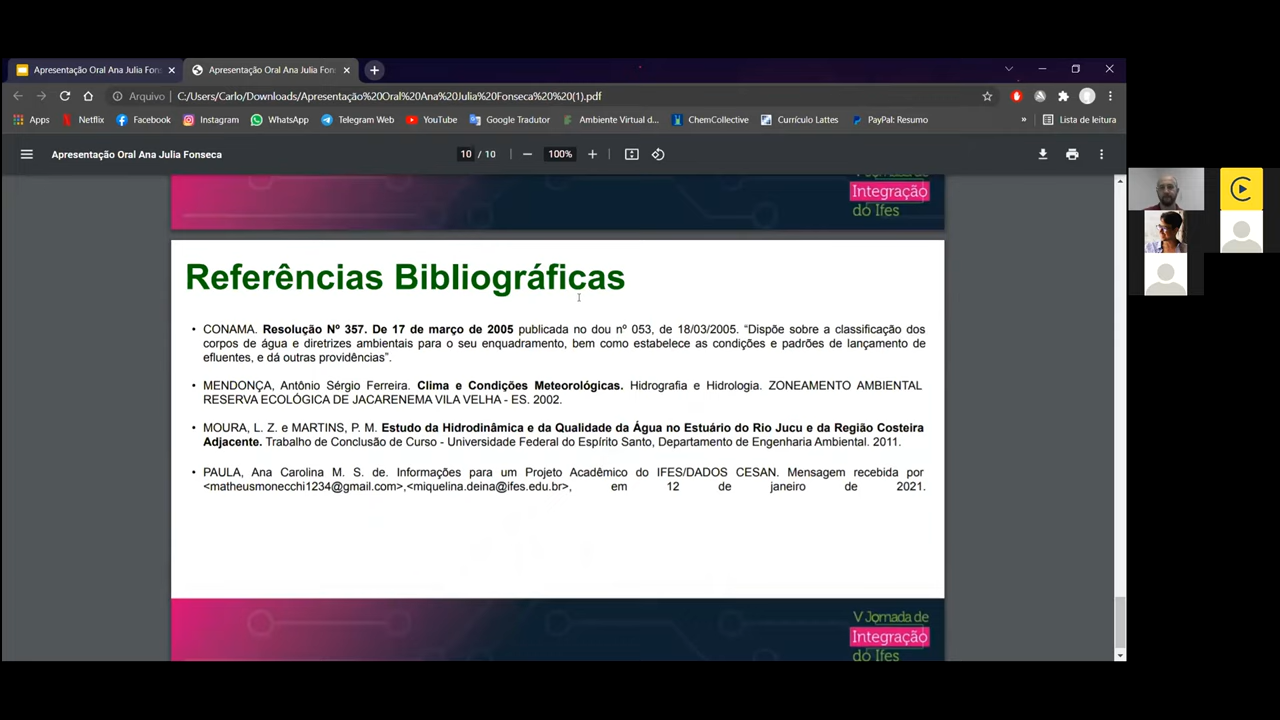 Apresentação Oral Ana Julia Fons
Apresentação Oral Ana Julia Fon
Arquivo C:/Users/Carlo/Downloads/Apresentação%20Oral%20Ana%20Julia%20Fonseca%20%20(1).pdf
Apps Netflix Facebook Instagram WhatsApp Telegram Web YouTube Google Tradutor Ambiente Virtual d... ChemCollective Currículo Lattes PayPal: Resumo » Lista de leitura
Apresentação Oral Ana Julia Fonseca 10 / 10 100%
V Jornada de
Integração
do Ifes
Referências Bibliográficas
• CONAMA. Resolução Nº 357. De 17 de março de 2005 publicada no dou nº 053, de 18/03/2005. “Dispõe sobre a classificação dos
corpos de água e diretrizes ambientais para o seu enquadramento, bem como estabelece as condições e padrões de lançamento de
efluentes, e dá outras providências”.
• MENDONÇA, Antônio Sérgio Ferreira. Clima e Condições Meteorológicas. Hidrografia e Hidrologia. ZONEAMENTO AMBIENTAL
RESERVA ECOLÓGICA DE JACARENEMA VILA VELHA - ES. 2002.
• MOURA, L. Z. e MARTINS, P. M. Estudo da Hidrodinâmica e da Qualidade da Água no Estuário do Rio Jucu e da Região Costeira
Adjacente. Trabalho de Conclusão de Curso - Universidade Federal do Espírito Santo, Departamento de Engenharia Ambiental. 2011.
• PAULA, Ana Carolina M. S. de. Informações para um Projeto Acadêmico do IFES/DADOS CESAN. Mensagem recebida por
<matheusmonecchi1234@gmail.com>,<miquelina.deina@ifes.edu.br>, em 12 de janeiro de 2021.
V Jornada de
Integração
do Ifes